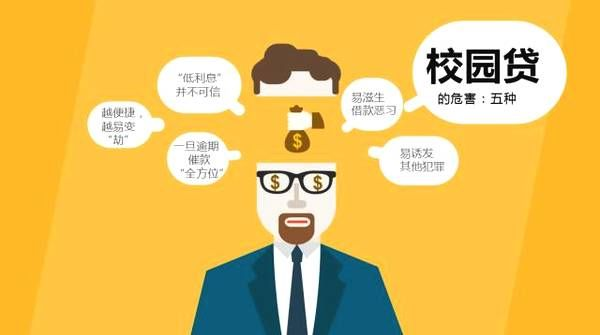 校园贷
的危害：五种
“低利息”
并不可信
易滋生
借款恶习
越便捷，
越易变
“劫”
一旦逾期
催款
“全方位”
易诱发
其他犯罪
$
$
$